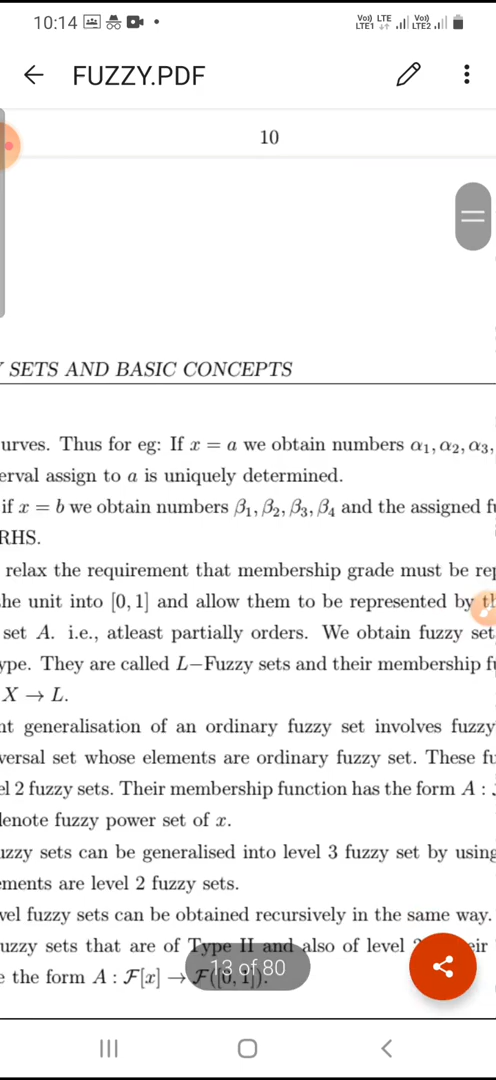 10:14
Vo)) LTE LTE1 Vo)) LTE2
FUZZY.PDF
10
SETS AND BASIC CONCEPTS
urves. Thus for eg: If x = a we obtain numbers α₁, α₂, α₃,
erval assign to a is uniquely determined.
if x = b we obtain numbers β₁, β₂, β₃, β₄ and the assigned fu
RHS.
relax the requirement that membership grade must be rep
he unit into [0, 1] and allow them to be represented by th
set A. i.e., atleast partially orders. We obtain fuzzy set
ype. They are called L−Fuzzy sets and their membership fu
X → L.
nt generalisation of an ordinary fuzzy set involves fuzzy
versal set whose elements are ordinary fuzzy set. These fu
el 2 fuzzy sets. Their membership function has the form A :
denote fuzzy power set of x.
uzzy sets can be generalised into level 3 fuzzy set by using
ements are level 2 fuzzy sets.
vel fuzzy sets can be obtained recursively in the same way.
uzzy sets that are of Type II and also of level eir
e the form A : F[x] → F([0, 1]).
13 of 80